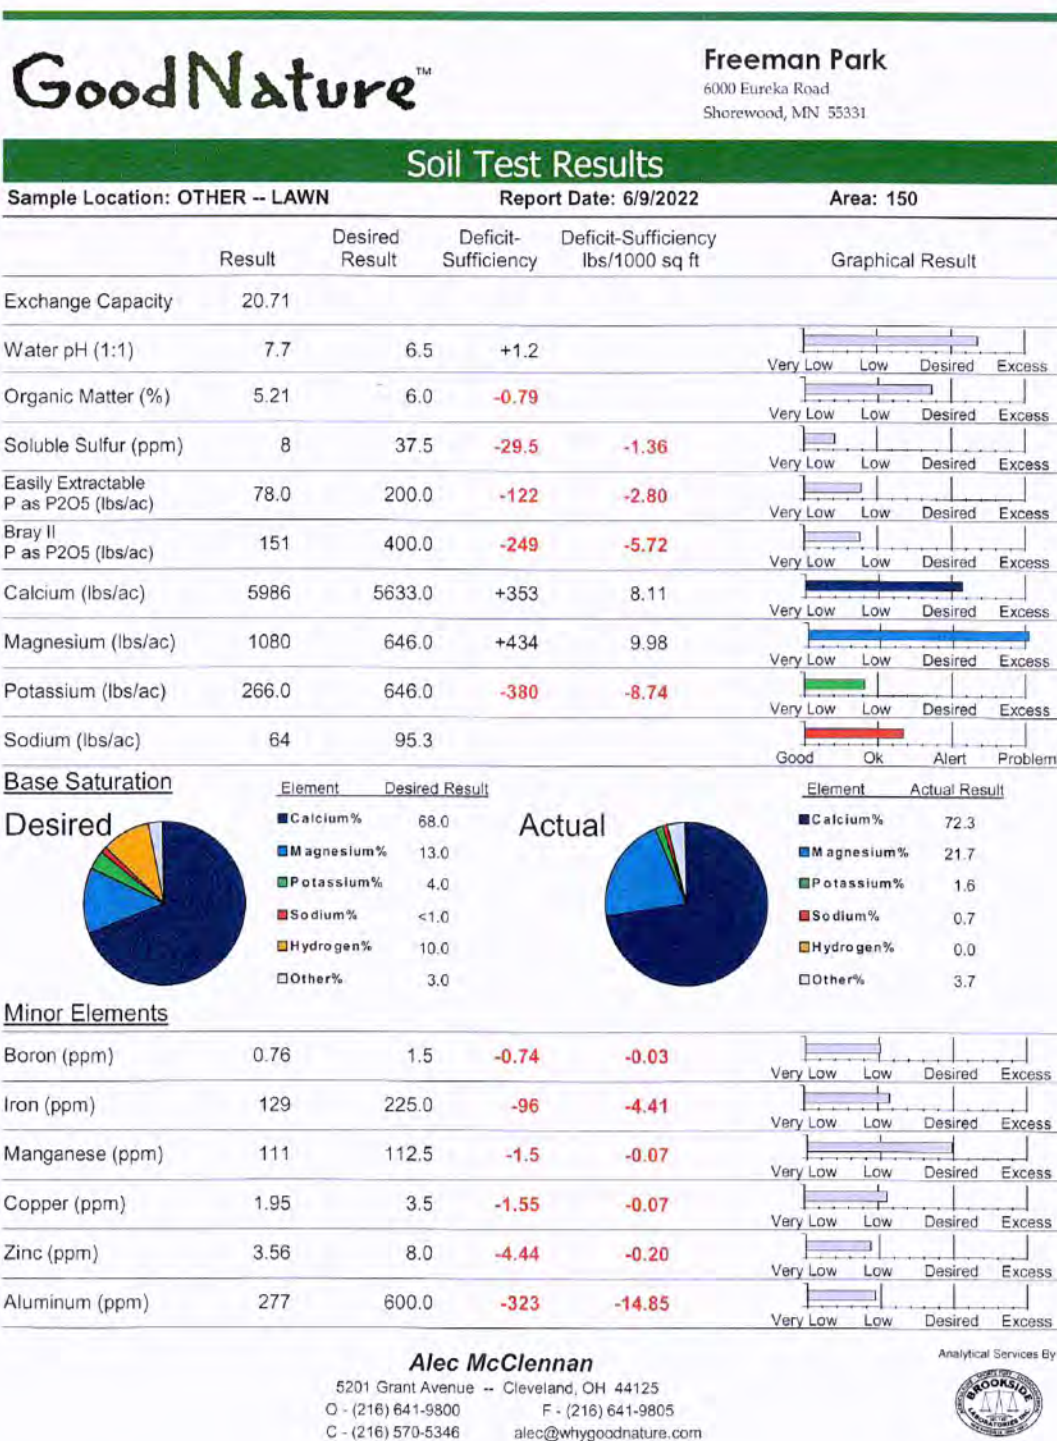 GoodNature™
Freeman Park
6000 Eureka Road
Shorewood, MN 55331
Soil Test Results
Sample Location: OTHER -- LAWN Report Date: 6/9/2022 Area: 150
Result Desired Result Deficit-Sufficiency Deficit-Sufficiency lbs/1000 sq ft Graphical Result
Exchange Capacity 20.71
Water pH (1:1) 7.7 6.5 +1.2
Very Low Low Desired Excess
Organic Matter (%) 5.21 6.0 -0.79
Very Low Low Desired Excess
Soluble Sulfur (ppm) 8 37.5 -29.5 -1.36
Very Low Low Desired Excess
Easily Extractable
P as P2O5 (lbs/ac) 78.0 200.0 -122 -2.80
Very Low Low Desired Excess
Bray II
P as P2O5 (lbs/ac) 151 400.0 -249 -5.72
Very Low Low Desired Excess
Calcium (lbs/ac) 5986 5633.0 +353 8.11
Very Low Low Desired Excess
Magnesium (lbs/ac) 1080 646.0 +434 9.98
Very Low Low Desired Excess
Potassium (lbs/ac) 266.0 646.0 -380 -8.74
Very Low Low Desired Excess
Sodium (lbs/ac) 64 95.3
Good Ok Alert Problem
Base Saturation
Desired
Element Desired Result
Calcium% 68.0
Magnesium% 13.0
Potassium% 4.0
Sodium% <1.0
Hydrogen% 10.0
Other% 3.0
Actual
Element Actual Result
Calcium% 72.3
Magnesium% 21.7
Potassium% 1.6
Sodium% 0.7
Hydrogen% 0.0
Other% 3.7
Minor Elements
Boron (ppm) 0.76 1.5 -0.74 -0.03
Very Low Low Desired Excess
Iron (ppm) 129 225.0 -96 -4.41
Very Low Low Desired Excess
Manganese (ppm) 111 112.5 -1.5 -0.07
Very Low Low Desired Excess
Copper (ppm) 1.95 3.5 -1.55 -0.07
Very Low Low Desired Excess
Zinc (ppm) 3.56 8.0 -4.44 -0.20
Very Low Low Desired Excess
Aluminum (ppm) 277 600.0 -323 -14.85
Very Low Low Desired Excess
Alec McClennan
5201 Grant Avenue -- Cleveland, OH 44125
O - (216) 641-9800 F - (216) 641-9805
C - (216) 570-5346 alec@whygoodnature.com
Analytical Services By
BROOKSIDE
LABORATORIES INC.